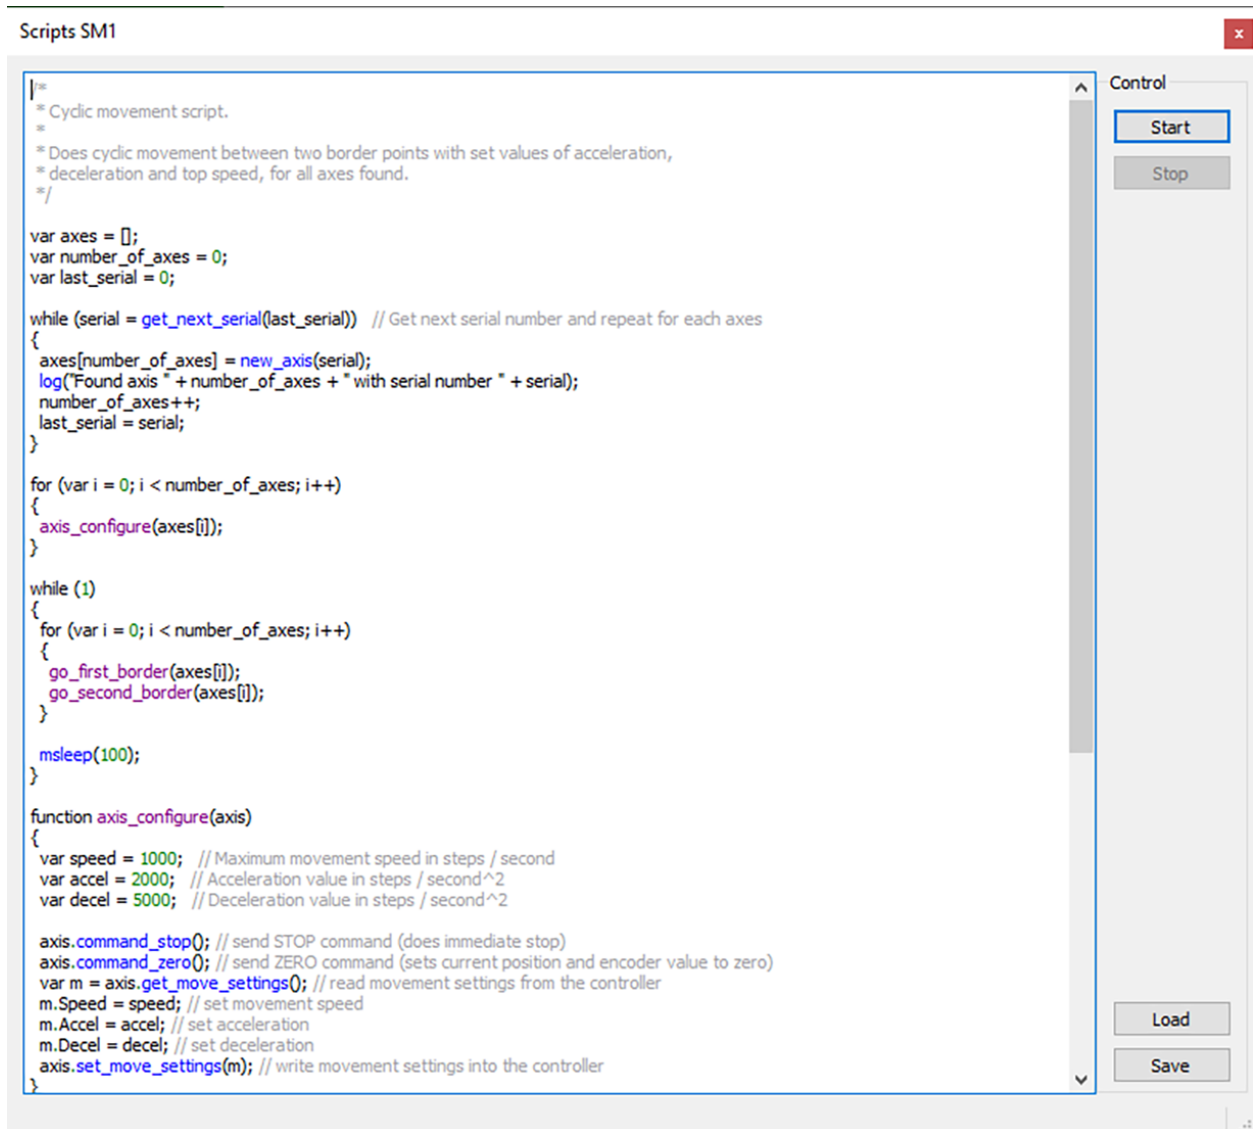 Scripts SM1
x
/*
* Cyclic movement script.
*
* Does cyclic movement between two border points with set values of acceleration,
* deceleration and top speed, for all axes found.
*/
var axes = [];
var number_of_axes = 0;
var last_serial = 0;
while (serial = get_next_serial(last_serial)) // Get next serial number and repeat for each axes
{
axes[number_of_axes] = new_axis(serial);
log("Found axis " + number_of_axes + " with serial number " + serial);
number_of_axes++;
last_serial = serial;
}
for (var i = 0; i < number_of_axes; i++)
{
axis_configure(axes[i]);
}
while (1)
{
for (var i = 0; i < number_of_axes; i++)
{
go_first_border(axes[i]);
go_second_border(axes[i]);
}
msleep(100);
}
function axis_configure(axis)
{
var speed = 1000; // Maximum movement speed in steps / second
var accel = 2000; // Acceleration value in steps / second^2
var decel = 5000; // Deceleration value in steps / second^2
axis.command_stop(); // send STOP command (does immediate stop)
axis.command_zero(); // send ZERO command (sets current position and encoder value to zero)
var m = axis.get_move_settings(); // read movement settings from the controller
m.Speed = speed; // set movement speed
m.Accel = accel; // set acceleration
m.Decel = decel; // set deceleration
axis.set_move_settings(m); // write movement settings into the controller
}
Control
Start
Stop
Load
Save